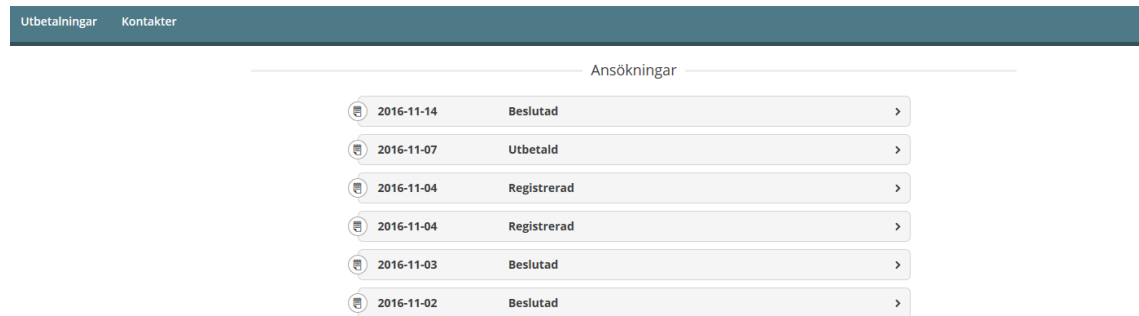 Utbetalningar Kontakter
Ansökningar
2016-11-14 Beslutad
2016-11-07 Utbetald
2016-11-04 Registrerad
2016-11-04 Registrerad
2016-11-03 Beslutad
2016-11-02 Beslutad